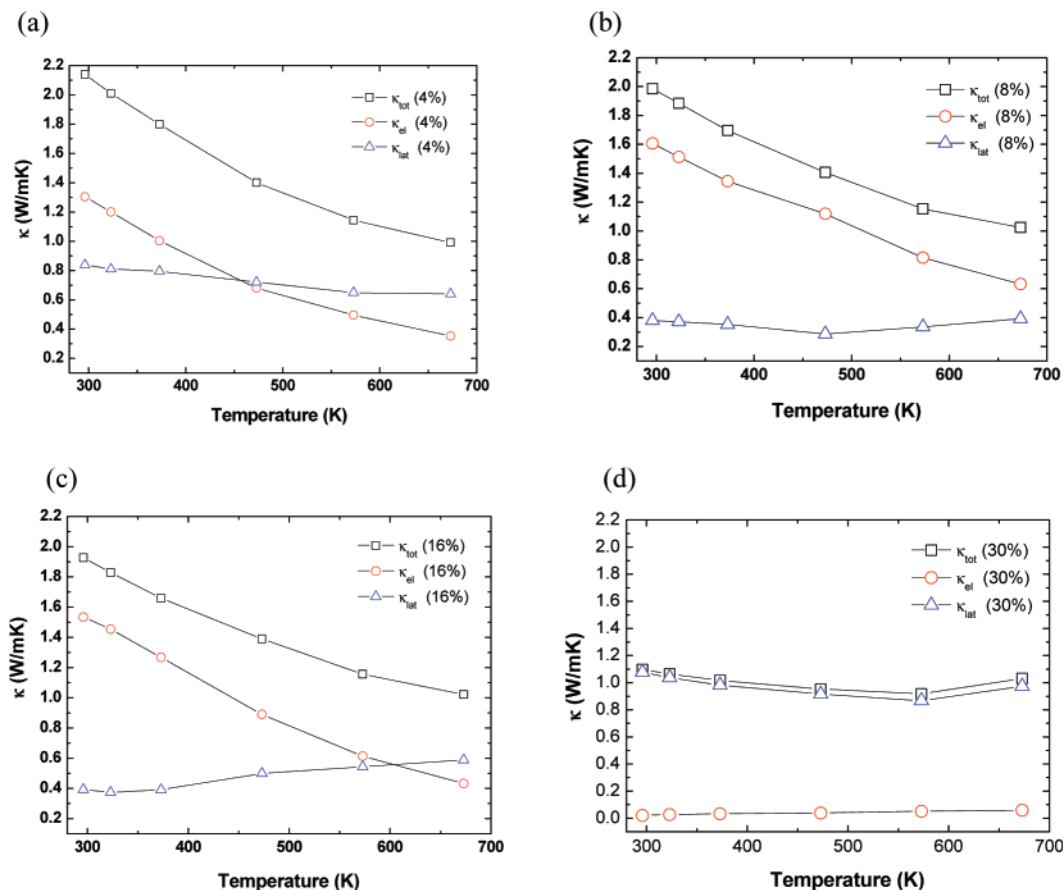 (a)
2.2
2.0
1.8
1.6
1.4
1.2
1.0
0.8
0.6
0.4
0.2
κ (W/mK)
κtot (4%)
κel (4%)
κlat (4%)
300 400 500 600 700
Temperature (K)
(b)
2.2
2.0
1.8
1.6
1.4
1.2
1.0
0.8
0.6
0.4
0.2
κ (W/mK)
κtot (8%)
κel (8%)
κlat (8%)
300 400 500 600 700
Temperature (K)
(c)
2.2
2.0
1.8
1.6
1.4
1.2
1.0
0.8
0.6
0.4
0.2
κ (W/mK)
κtot (16%)
κel (16%)
κlat (16%)
300 400 500 600 700
Temperature (K)
(d)
2.2
2.0
1.8
1.6
1.4
1.2
1.0
0.8
0.6
0.4
0.2
0.0
κ (W/mK)
κtot (30%)
κel (30%)
κlat (30%)
300 400 500 600 700
Temperature (K)